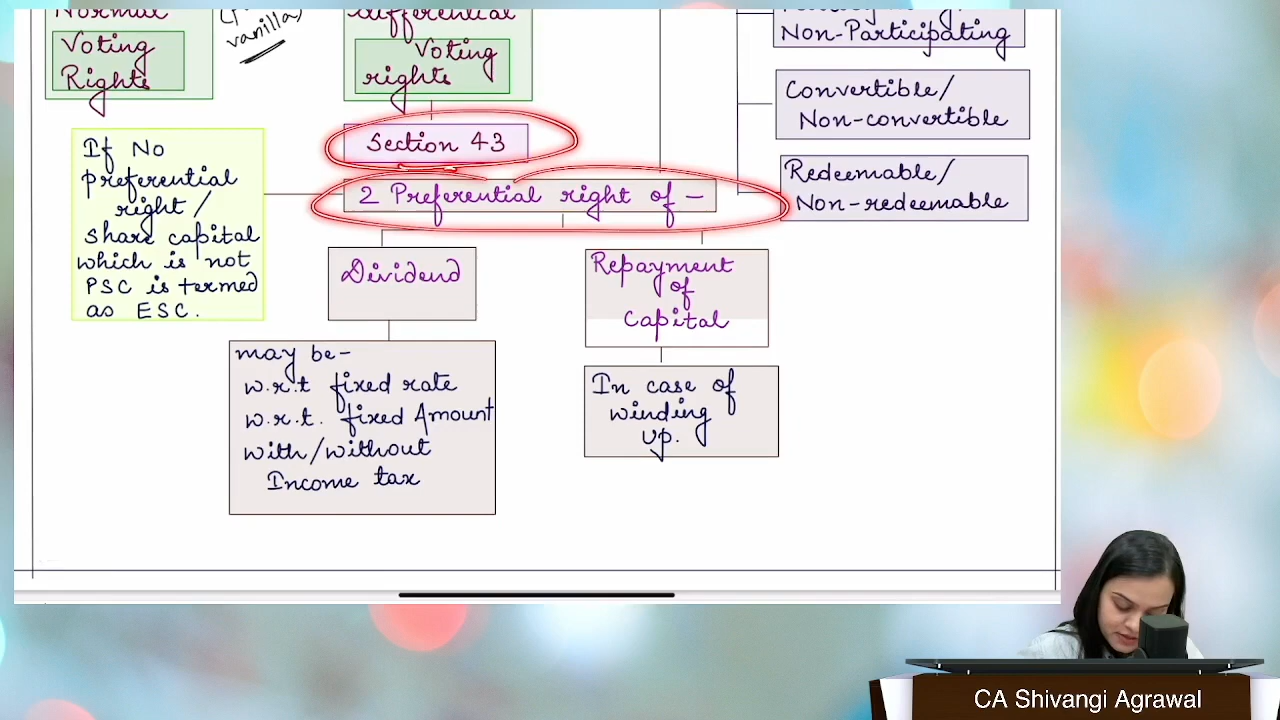 Normal
Voting
Rights
vanilla)
differential
Voting
rights
Non-Participating
Convertible/
Non-convertible
Redeemable/
Non-redeemable
Section 43
2 Preferential right of -
If No
preferential
right /
share capital
which is not
PSC is termed
as ESC.
Dividend
Repayment
of
Capital
may be-
w.r.t fixed rate
w.r.t. fixed Amount
with/without
Income tax
In case of
winding
up.
CA Shivangi Agrawal